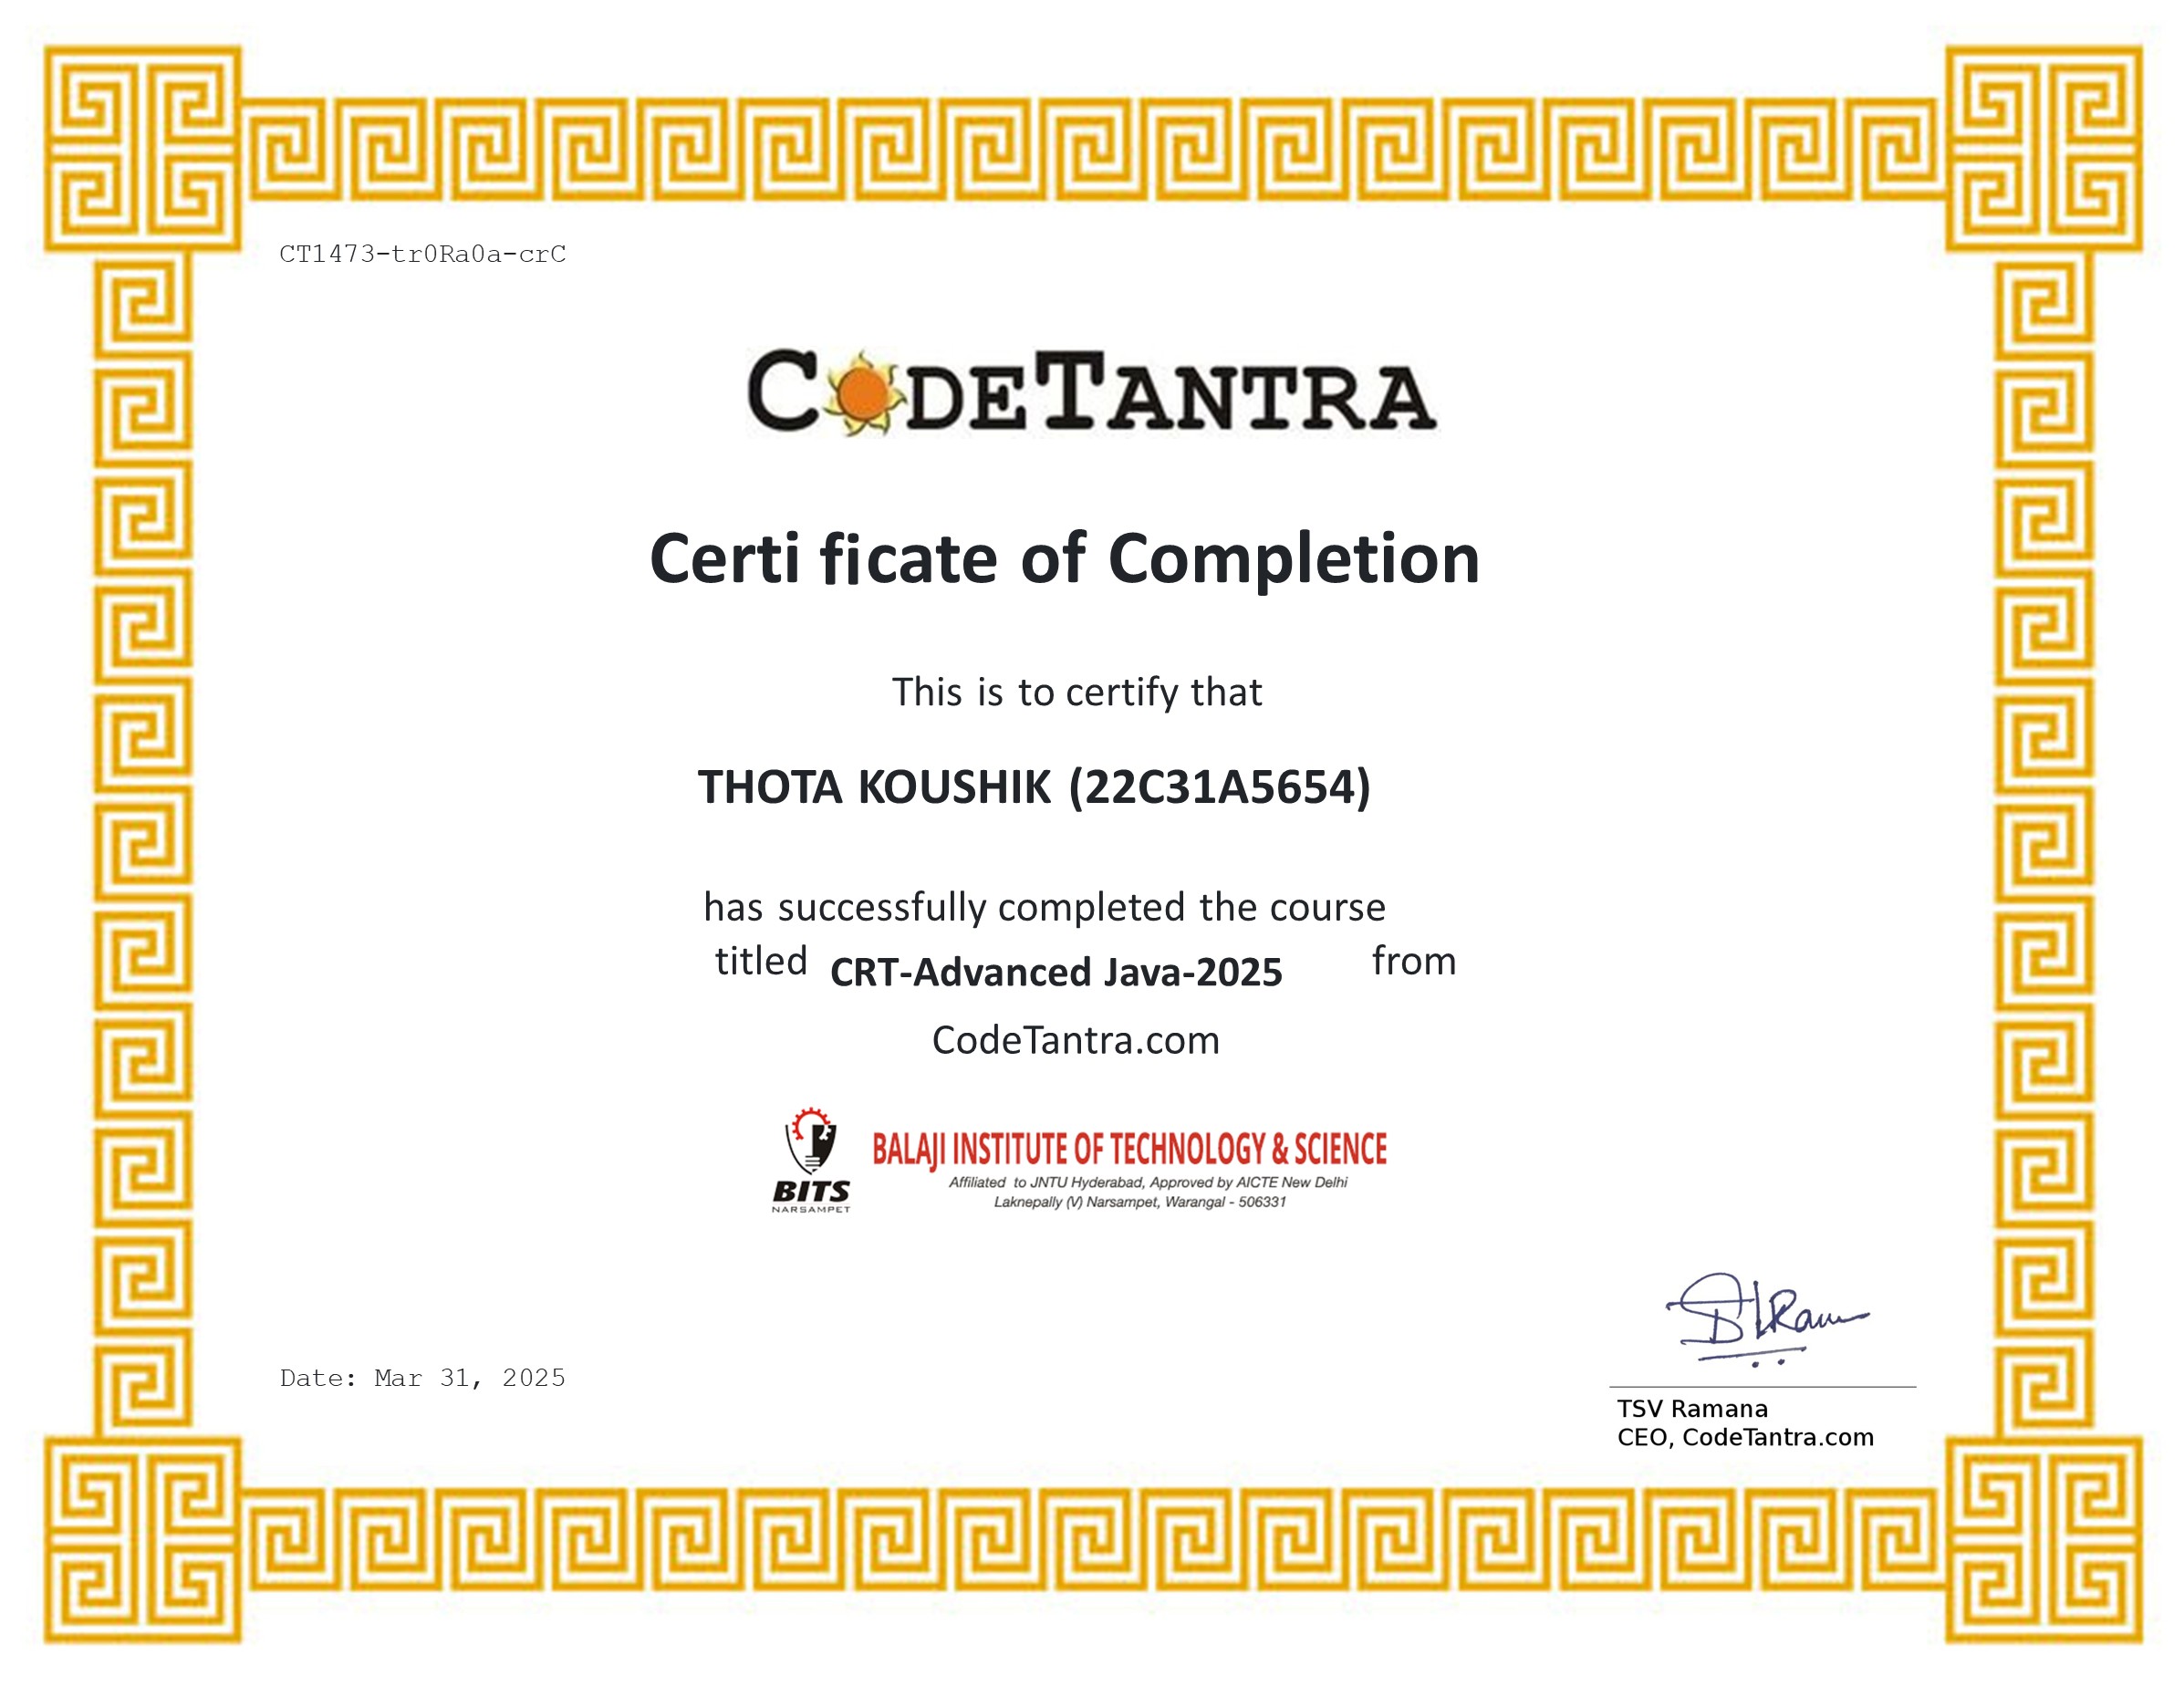 CT1473-tr0Ra0a-crC
CODETANTRA
Certi ficate of Completion
This is to certify that
THOTA KOUSHIK (22C31A5654)
has successfully completed the course
titled CRT-Advanced Java-2025 from
CodeTantra.com
BITS
NARSAMPET
BALAJI INSTITUTE OF TECHNOLOGY & SCIENCE
Affiliated to JNTU Hyderabad, Approved by AICTE New Delhi
Laknepally (V) Narsampet, Warangal - 506331
Date: Mar 31, 2025
TSV Ramana
CEO, CodeTantra.com